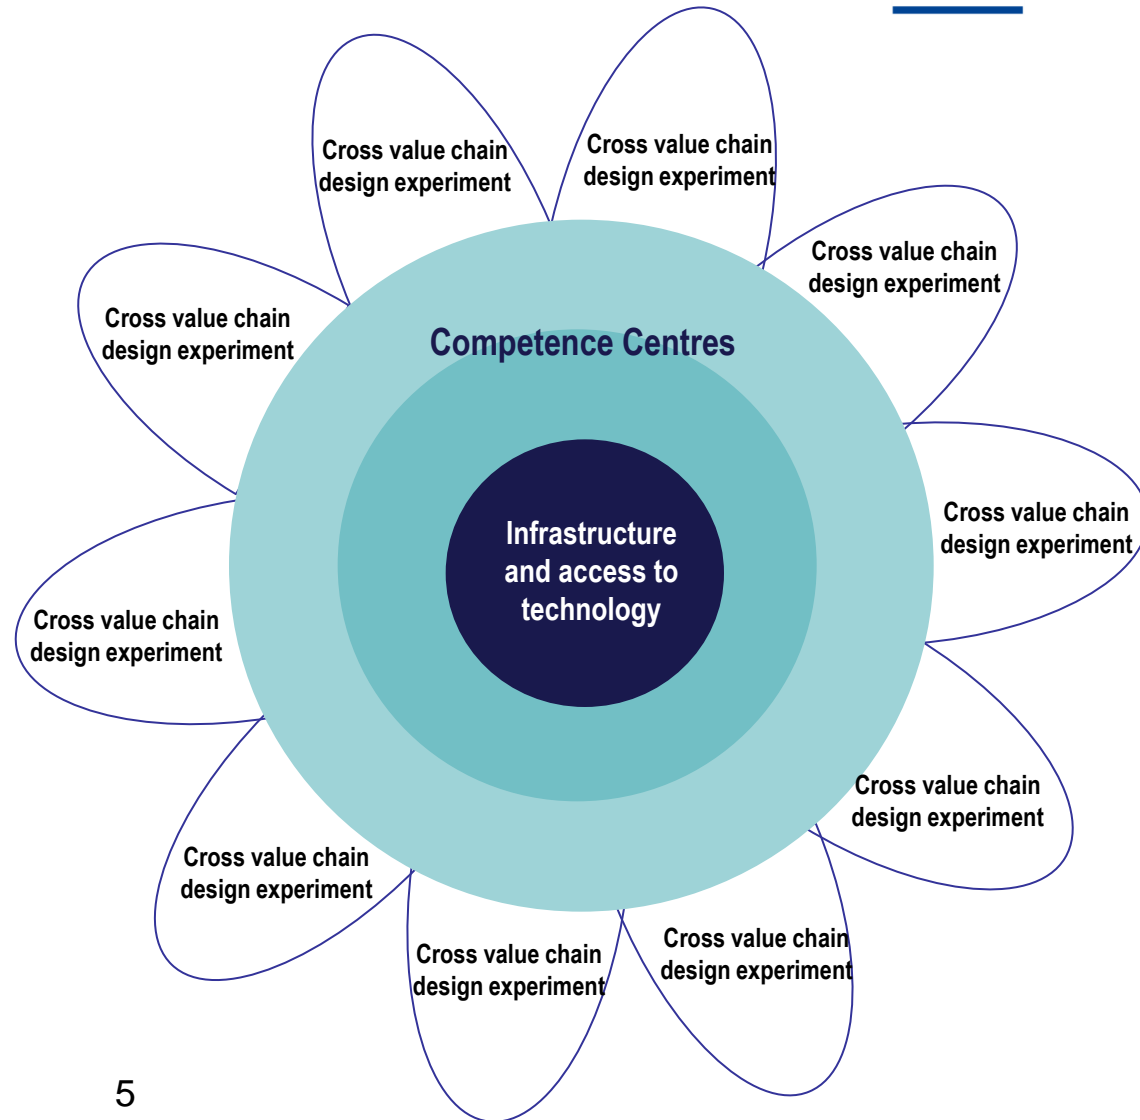 Cross value chain
design experiment
Cross value chain
design experiment
Cross value chain
design experiment
Cross value chain
design experiment
Competence Centres
Cross value chain
design experiment
Infrastructure
and access to
technology
Cross value chain
design experiment
Cross value chain
design experiment
Cross value chain
design experiment
Cross value chain
design experiment
Cross value chain
design experiment
5